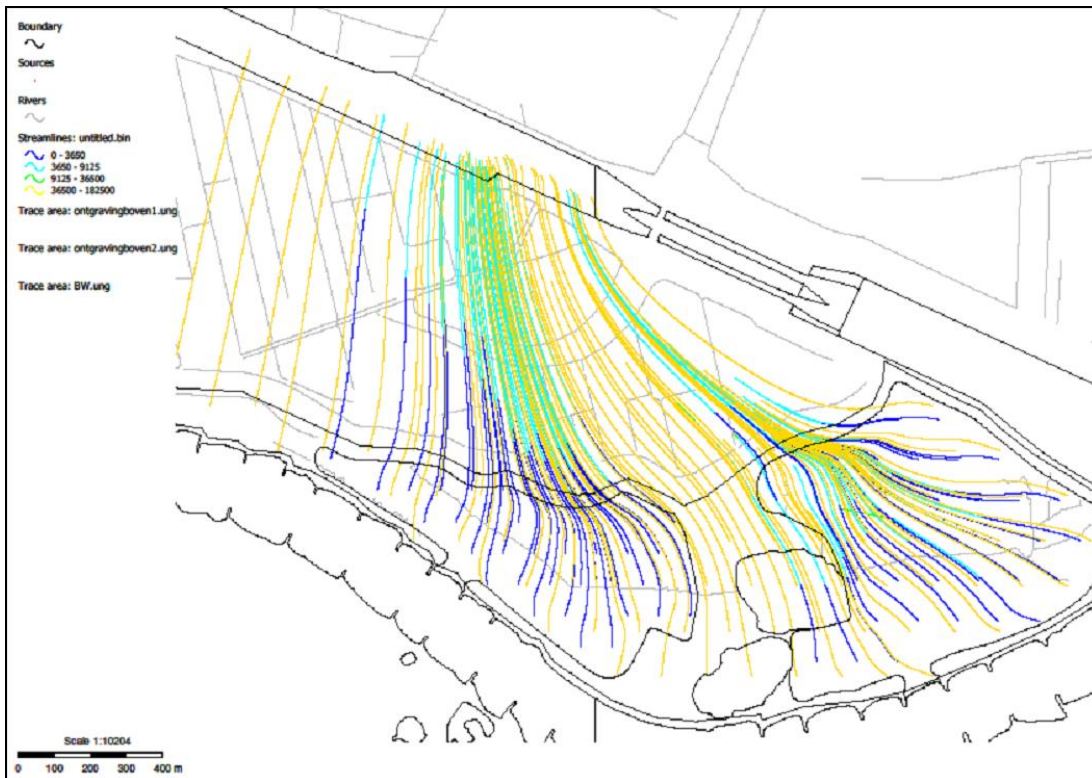 Boundary
Sources
Rivers
Streamlines: untitled.bin
0 - 3650
3650 - 9125
9125 - 36500
36500 - 182500
Trace area: ontgravingboven1.ung
Trace area: ontgravingboven2.ung
Trace area: BW.ung
Scale 1:10204
0 100 200 300 400 m